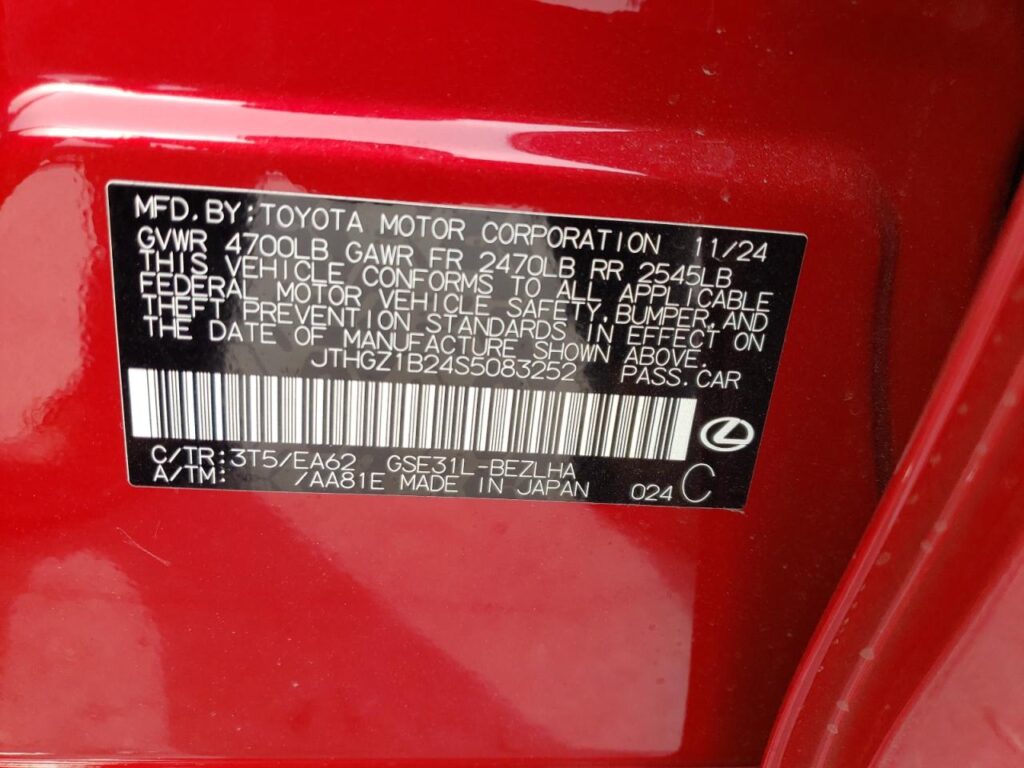 MFD. BY: TOYOTA MOTOR CORPORATION 11/24
GVWR 4700LB GAWR FR 2470LB RR 2545LB
THIS VEHICLE CONFORMS TO ALL APPLICABLE
FEDERAL MOTOR VEHICLE SAFETY, BUMPER, AND
THEFT PREVENTION STANDARDS IN EFFECT ON
THE DATE OF MANUFACTURE SHOWN ABOVE.
JTHGZ1B24S5083252 PASS. CAR
C/TR: 3T5/EA62 GSE31L-BEZLHA
A/TM: /AA81E MADE IN JAPAN 024 C